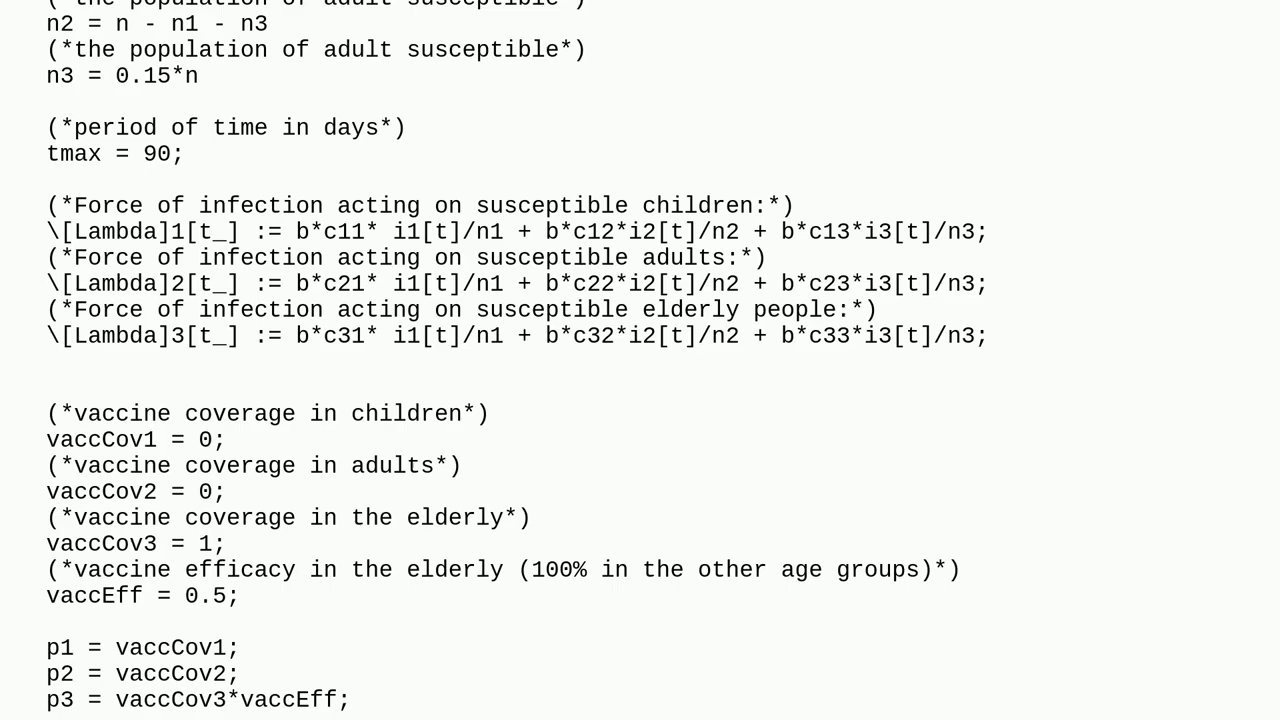 (*the population of adult susceptible*)
n2 = n - n1 - n3
(*the population of adult susceptible*)
n3 = 0.15*n
(*period of time in days*)
tmax = 90;
(*Force of infection acting on susceptible children:*)
\[Lambda]1[t_] := b*c11* i1[t]/n1 + b*c12*i2[t]/n2 + b*c13*i3[t]/n3;
(*Force of infection acting on susceptible adults:*)
\[Lambda]2[t_] := b*c21* i1[t]/n1 + b*c22*i2[t]/n2 + b*c23*i3[t]/n3;
(*Force of infection acting on susceptible elderly people:*)
\[Lambda]3[t_] := b*c31* i1[t]/n1 + b*c32*i2[t]/n2 + b*c33*i3[t]/n3;
(*vaccine coverage in children*)
vaccCov1 = 0;
(*vaccine coverage in adults*)
vaccCov2 = 0;
(*vaccine coverage in the elderly*)
vaccCov3 = 1;
(*vaccine efficacy in the elderly (100% in the other age groups)*)
vaccEff = 0.5;
p1 = vaccCov1;
p2 = vaccCov2;
p3 = vaccCov3*vaccEff;